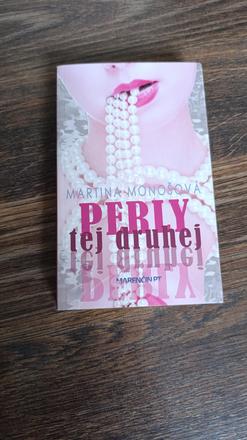 MARTINA MONOŠOVÁ
PERLY
tej druhej
MARENČIN PT